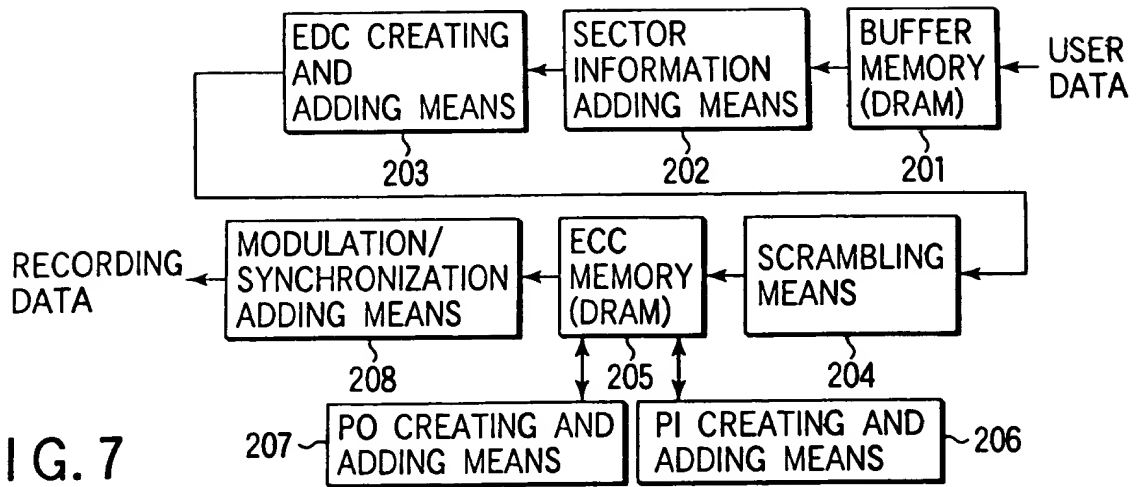 EDC CREATING
AND
ADDING MEANS
203
SECTOR
INFORMATION
ADDING MEANS
202
BUFFER
MEMORY
(DRAM)
201
USER
DATA
RECORDING
DATA
MODULATION/
SYNCHRONIZATION
ADDING MEANS
208
ECC
MEMORY
(DRAM)
205
SCRAMBLING
MEANS
204
207
PO CREATING AND
ADDING MEANS
PI CREATING AND
ADDING MEANS
206
I G. 7